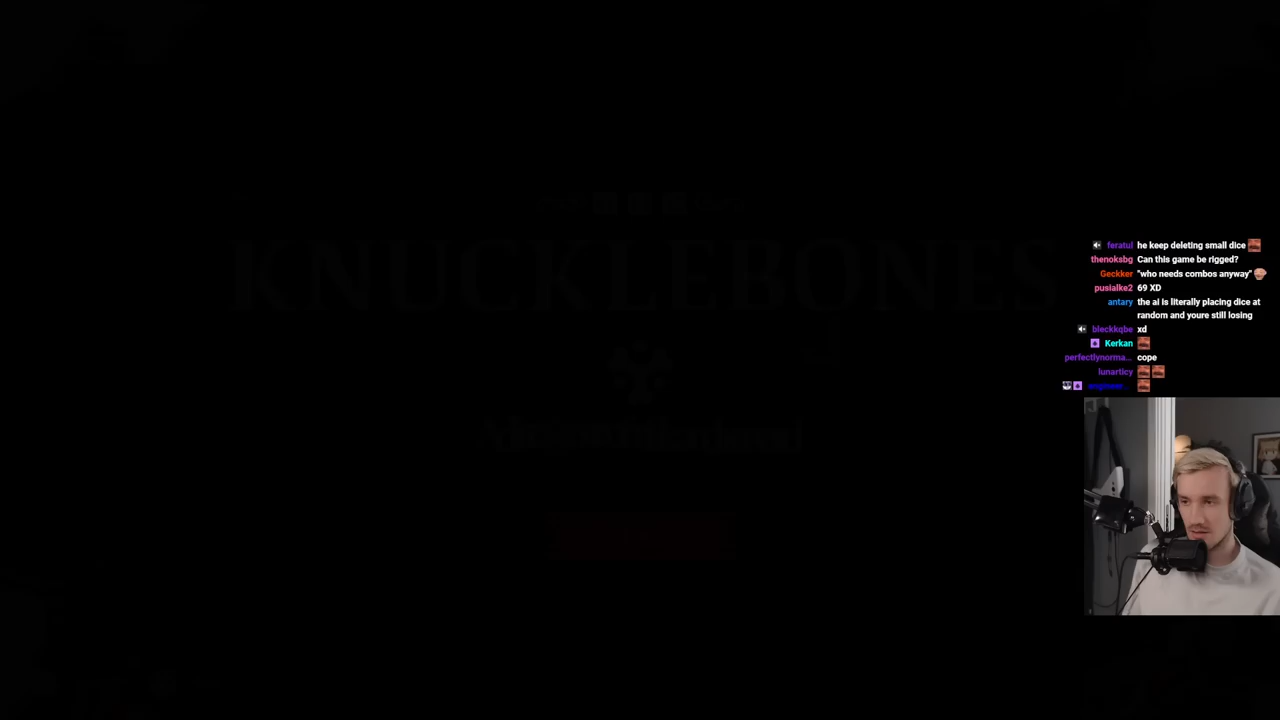 KNUCKLEBONES
feratul he keep deleting small dice
thenoksbg Can this game be rigged?
Geckker "who needs combos anyway"
pusialke2 69 XD
antary the ai is literally placing dice at
random and youre still losing
bleckkqbe xd
Kerkan
perfectlynorma... cope
lunarticy
engineer...